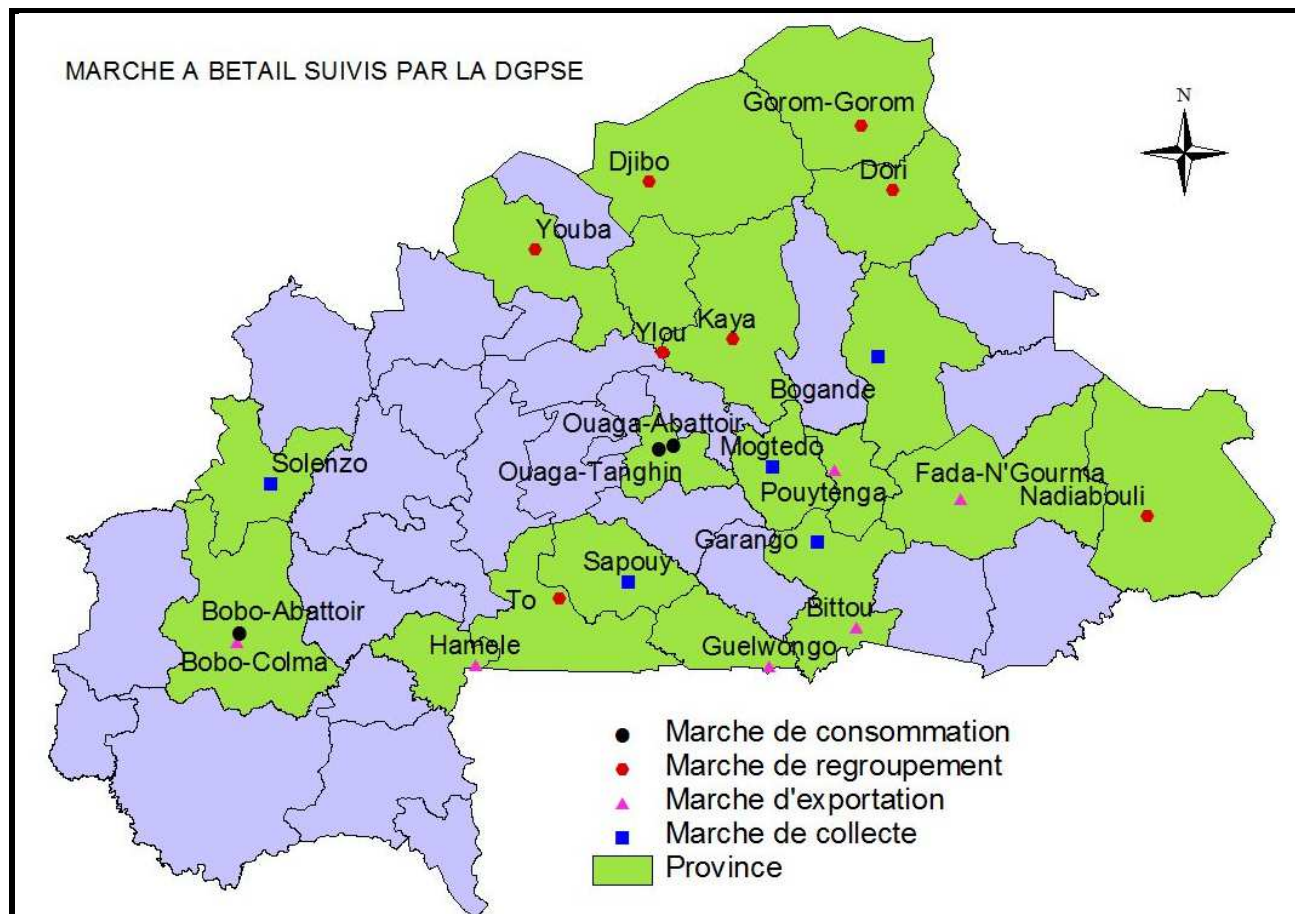 MARCHE A BETAIL SUIVIS PAR LA DGPSE
N
Gorom-Gorom
Djibo
Dori
Youba
Ylou
Kaya
Bogande
Ouaga-Abattoir
Mogtedo
Solenzo
Ouaga-Tanghin
Pouytenga
Fada-N'Gourma
Nadiabouli
Garango
Sapouy
To
Bittou
Bobo-Abattoir
Hamele
Guelwongo
Bobo-Colma
Marche de consommation
Marche de regroupement
Marche d'exportation
Marche de collecte
Province